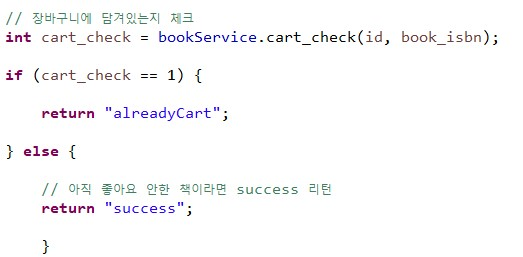 // 장바구니에 담겨있는지 체크
int cart_check = bookService.cart_check(id, book_isbn);
if (cart_check == 1) {
return "alreadyCart";
} else {
// 아직 좋아요 안한 책이라면 success 리턴
return "success";
}